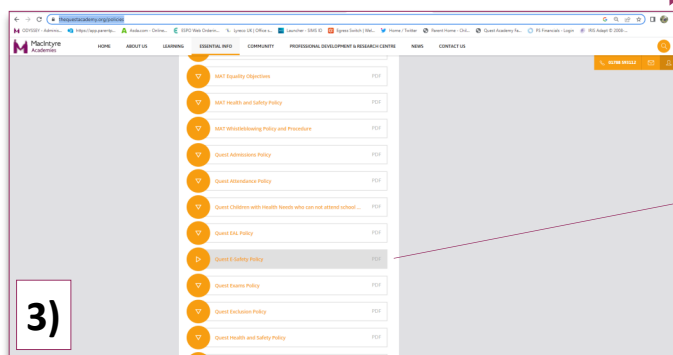 thequestacademy.org/policies
MacIntyre
Academies
HOME ABOUT US LEARNING ESSENTIAL INFO COMMUNITY PROFESSIONAL DEVELOPMENT & RESEARCH CENTRE NEWS CONTACT US
MAT Equality Objectives PDF
MAT Health and Safety Policy PDF
MAT Whistleblowing Policy and Procedure PDF
Quest Admissions Policy PDF
Quest Attendance Policy PDF
Quest Children with Health Needs who can not attend school ... PDF
Quest EAL Policy PDF
Quest E-Safety Policy PDF
Quest Exams Policy PDF
Quest Exclusion Policy PDF
Quest Health and Safety Policy PDF
3)